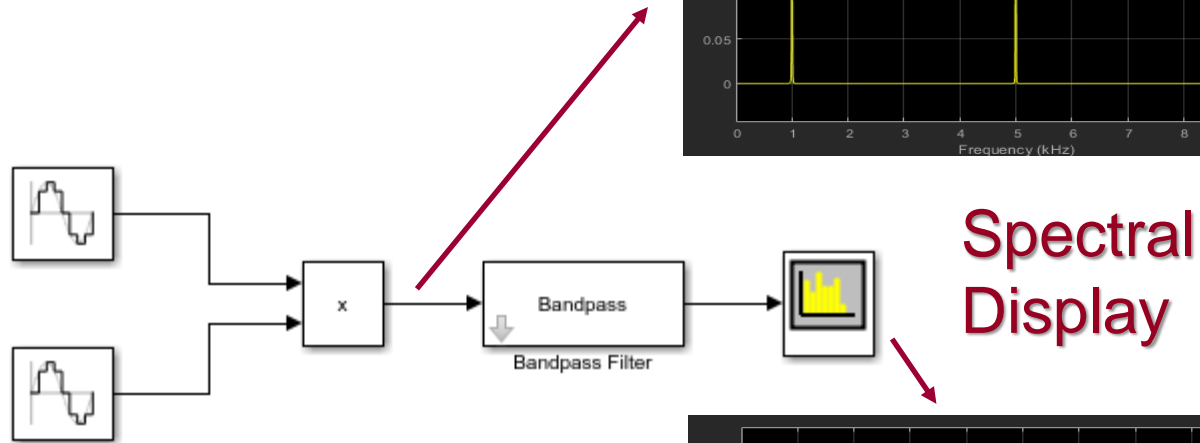 0.05
0
0 1 2 3 4 5 6 7 8
Frequency (kHz)
Spectral
Display
x
Bandpass
Bandpass Filter